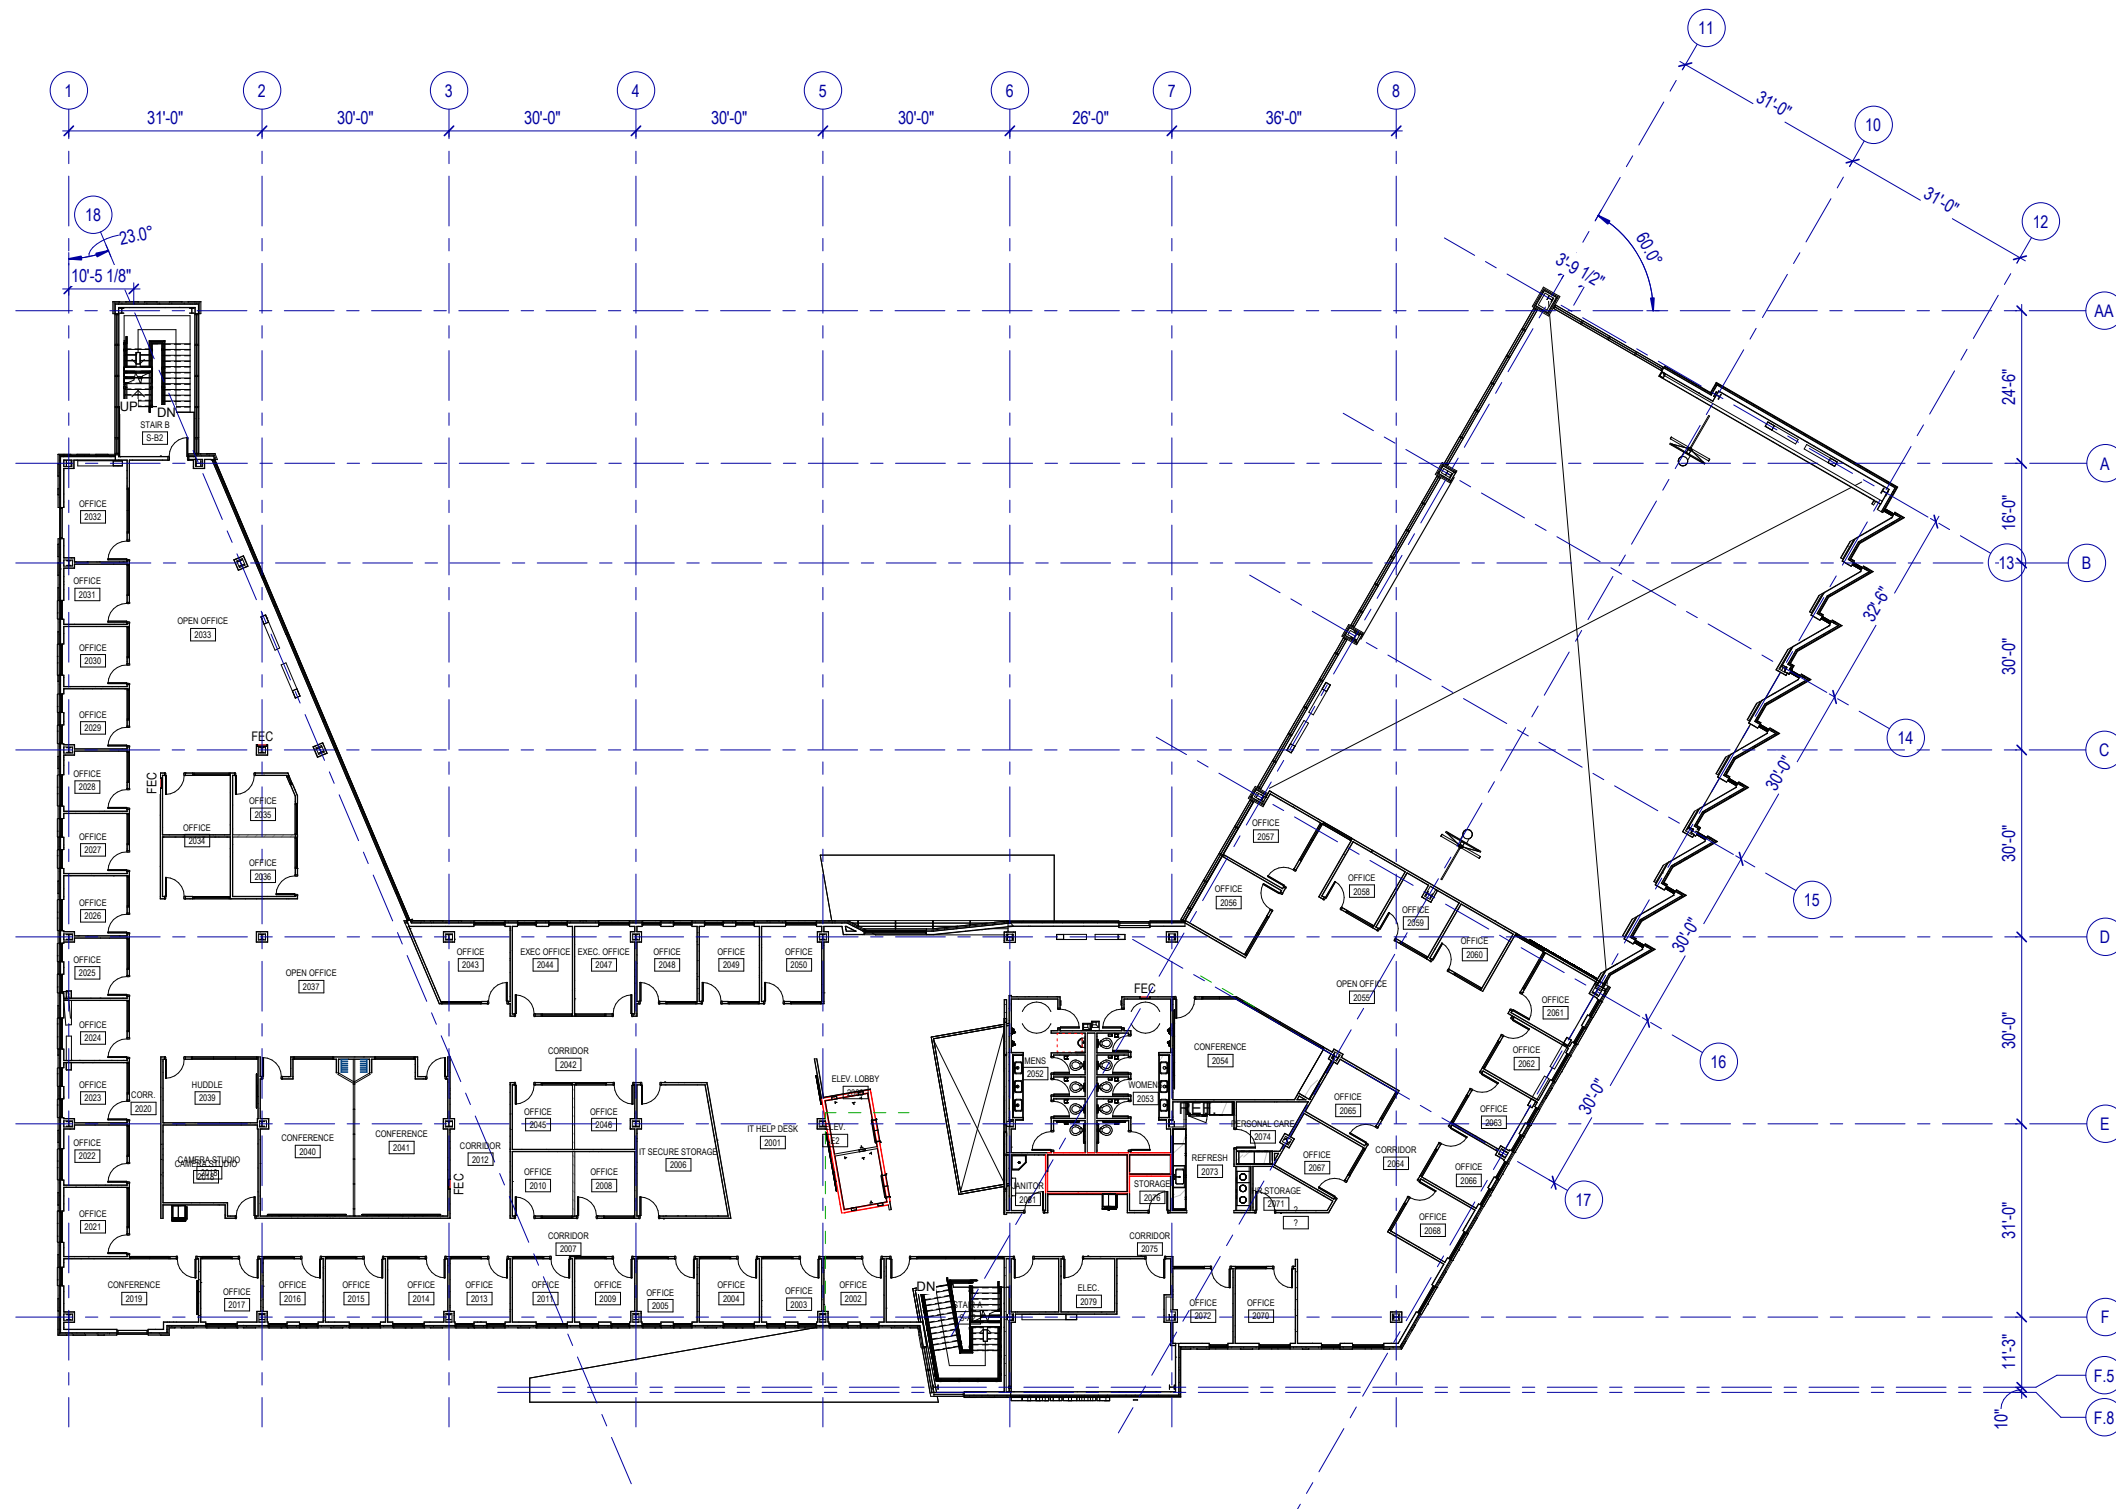 11
1
2
3
4
5
6
7
8
10
31'-0"
30'-0"
30'-0"
30'-0"
30'-0"
26'-0"
36'-0"
31'-0"
31'-0"
12
18
23.0°
10'-5 1/8"
60.0°
3'-9 1/2"
AA
24'-6"
UP
DN
STAIR B
S-B2
A
16'-0"
OFFICE
2032
13
B
OFFICE
2031
32'-6"
OPEN OFFICE
2033
OFFICE
2030
30'-0"
OFFICE
2029
FEC
14
C
OFFICE
2028
FEC
30'-0"
OFFICE
2035
OFFICE
2034
OFFICE
2027
OFFICE
2036
OFFICE
2057
30'-0"
OFFICE
2058
OFFICE
2056
15
OFFICE
2026
OFFICE
2059
30'-0"
D
OFFICE
2025
OPEN OFFICE
2037
OFFICE
2043
EXEC OFFICE
2044
EXEC. OFFICE
2047
OFFICE
2048
OFFICE
2049
OFFICE
2050
OFFICE
2060
OPEN OFFICE
2055
FEC
OFFICE
2061
30'-0"
OFFICE
2024
CORRIDOR
2042
MENS
2052
CONFERENCE
2054
OFFICE
2062
16
OFFICE
2023
CORR.
2020
HUDDLE
2039
ELEV. LOBBY
WOMEN
2053
REF.
OFFICE
2065
OFFICE
2063
30'-0"
E
OFFICE
2022
CONFERENCE
2040
CONFERENCE
2041
CORRIDOR
2012
OFFICE
2045
OFFICE
2046
IT HELP DESK
2001
ELEV.
E2
PERSONAL CARE
2074
CAMERA STUDIO
CAMERA STUDIO
2018
IT SECURE STORAGE
2006
REFRESH
2073
OFFICE
2067
CORRIDOR
2064
OFFICE
2066
FEC
OFFICE
2010
OFFICE
2008
JANITOR
2081
STORAGE
2076
STORAGE
2071
?
?
17
OFFICE
2021
OFFICE
2068
31'-0"
CORRIDOR
2007
CORRIDOR
2075
CONFERENCE
2019
OFFICE
2017
OFFICE
2016
OFFICE
2015
OFFICE
2014
OFFICE
2013
OFFICE
2011
OFFICE
2009
OFFICE
2005
OFFICE
2004
OFFICE
2003
OFFICE
2002
DN
STAIR A
ELEC.
2079
OFFICE
2072
OFFICE
2070
F
11'-3"
F.5
10"
F.8